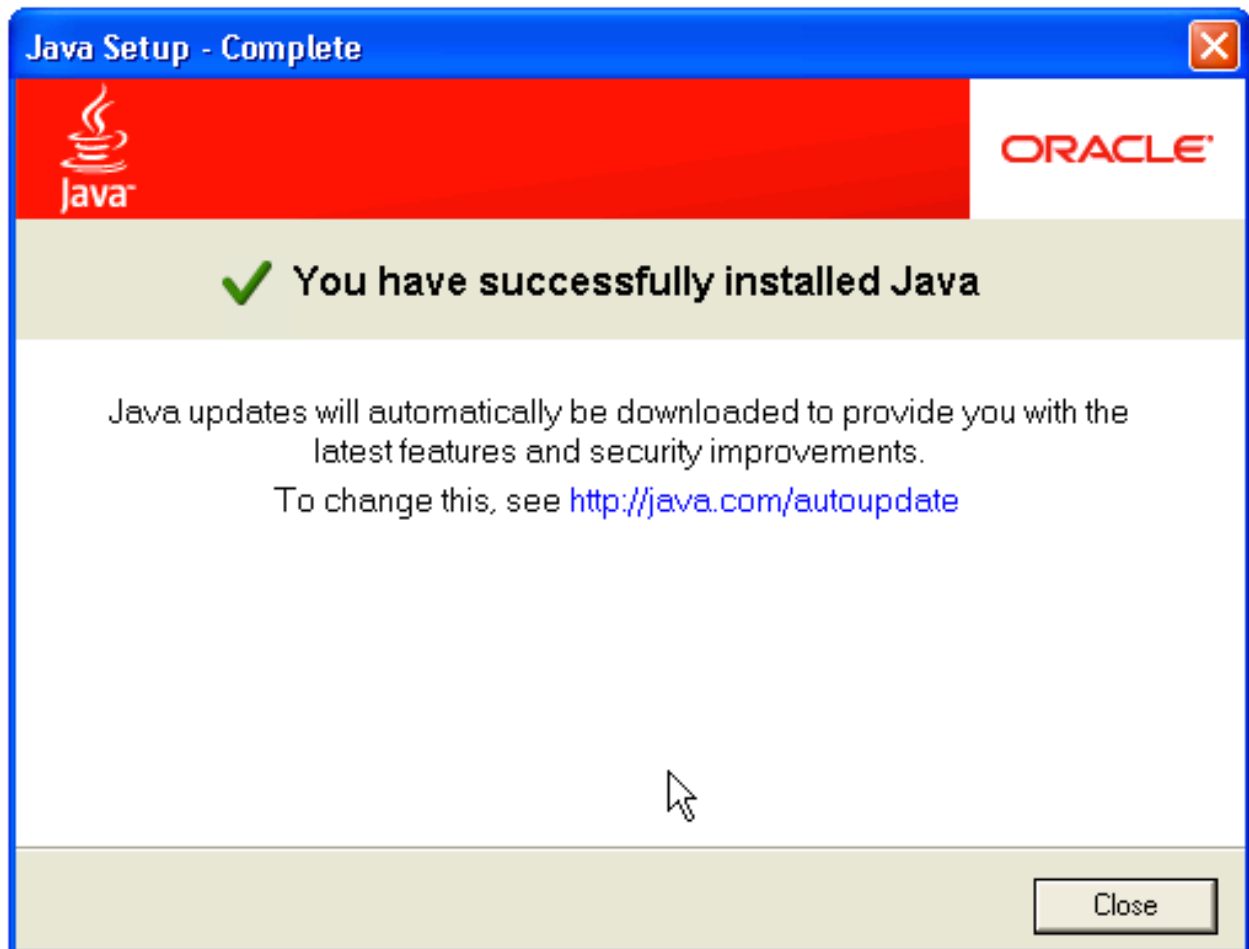 Java Setup - Complete
Java™
ORACLE®
You have successfully installed Java
Java updates will automatically be downloaded to provide you with the
latest features and security improvements.
To change this, see http://java.com/autoupdate
Close